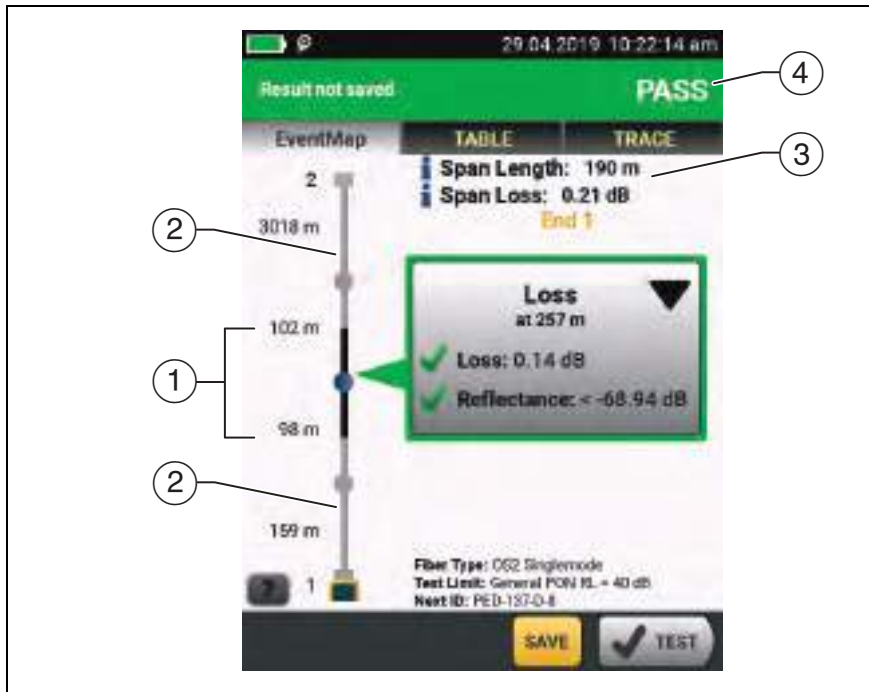 29.04.2019 10:22:14 am
Result not saved
PASS
4
EventMap
TABLE
TRACE
Span Length: 190 m
Span Loss: 0.21 dB
3
End 1
2
2
3018 m
Loss
at 257 m
102 m
Loss: 0.14 dB
1
Reflectance: < -68.94 dB
98 m
2
159 m
Fiber Type: OS2 Singlemode
Test Limit: General PON RL = 40 dB
Next ID: PED-137-D-8
?
1
SAVE
TEST